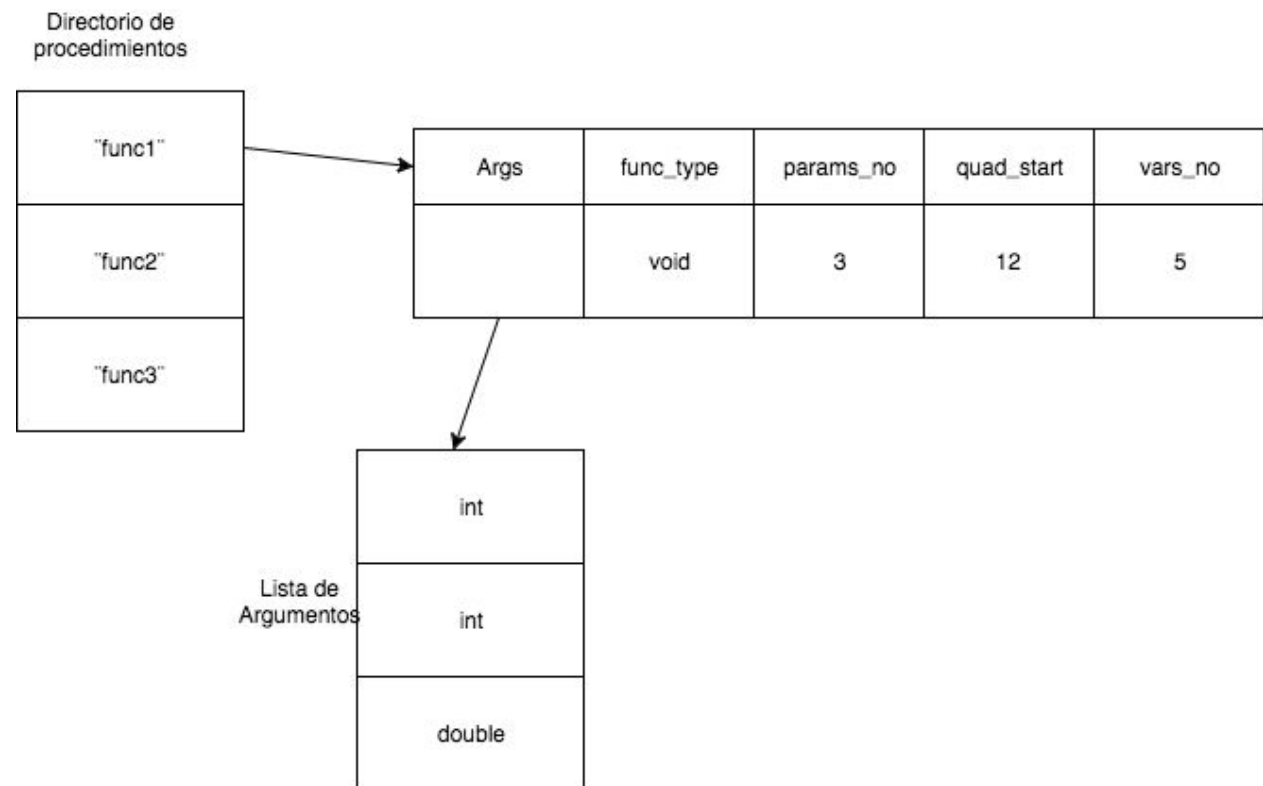 Directorio de
procedimientos
¨func1¨
Args
func_type
params_no
quad_start
vars_no
¨func2¨
void
3
12
5
¨func3¨
int
Lista de
Argumentos
int
double